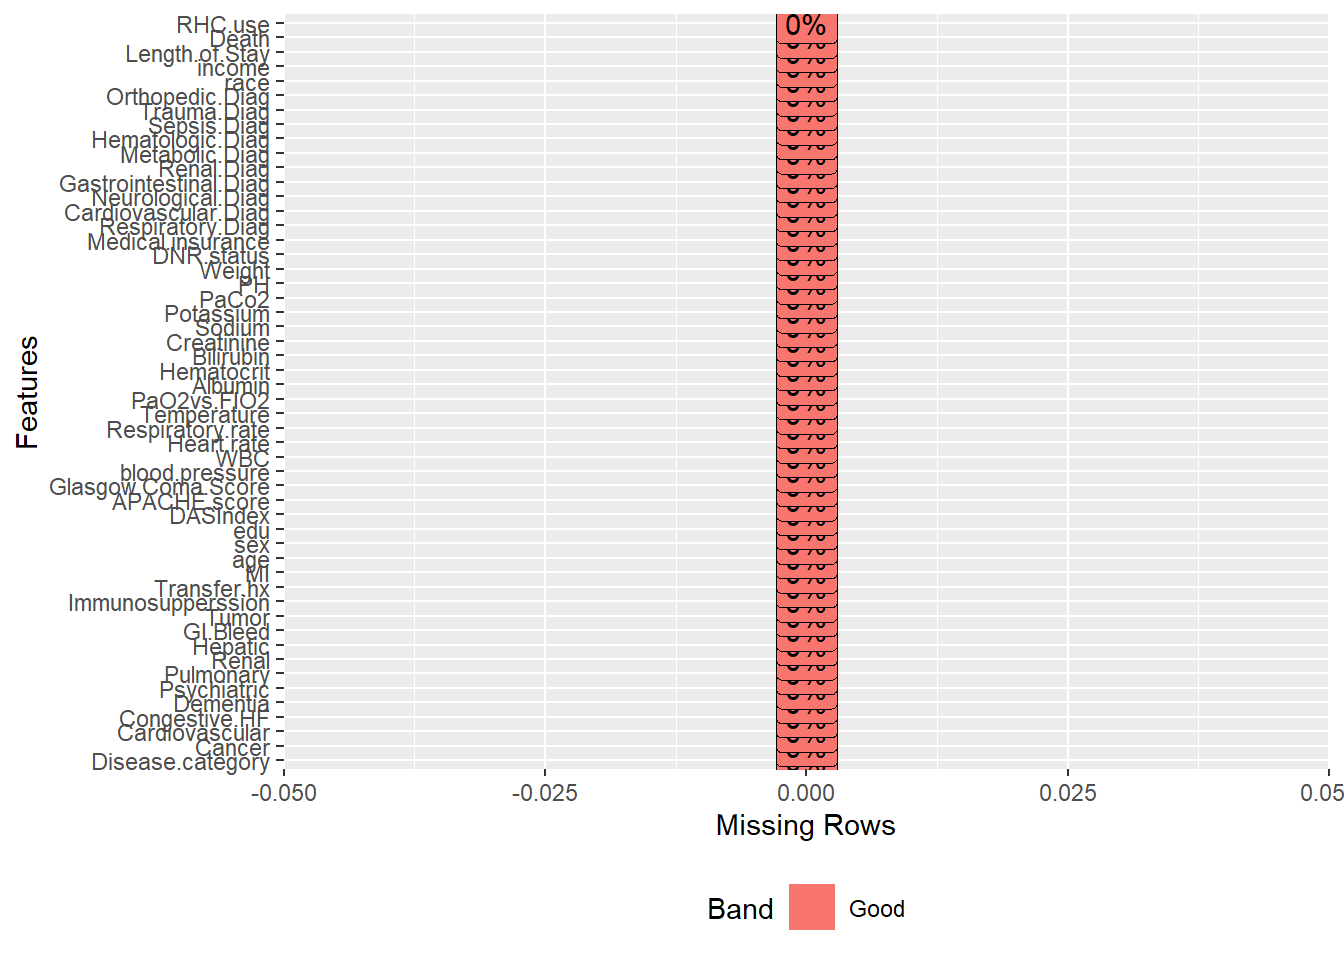 RHC.use
Death
Length.of.Stay
income
race
Orthopedic.Diag
Trauma.Diag
Sepsis.Diag
Hematologic.Diag
Metabolic.Diag
Renal.Diag
Gastrointestinal.Diag
Neurological.Diag
Cardiovascular.Diag
Respiratory.Diag
Medical.insurance
DNR.status
Weight
PH
PaCo2
Potassium
Sodium
Creatinine
Bilirubin
Hematocrit
Albumin
PaO2vs.FIO2
Temperature
Respiratory.rate
Heart.rate
WBC
blood.pressure
Glasgow.Coma.Score
APACHE.score
DASIndex
edu
sex
age
MI
Transfer.hx
Immunosupperssion
Tumor
GI.Bleed
Hepatic
Renal
Pulmonary
Psychiatric
Dementia
Congestive.HF
Cardiovascular
Cancer
Disease.category
Features
0%
-0.050 -0.025 0.000 0.025 0.05
Missing Rows
Band Good